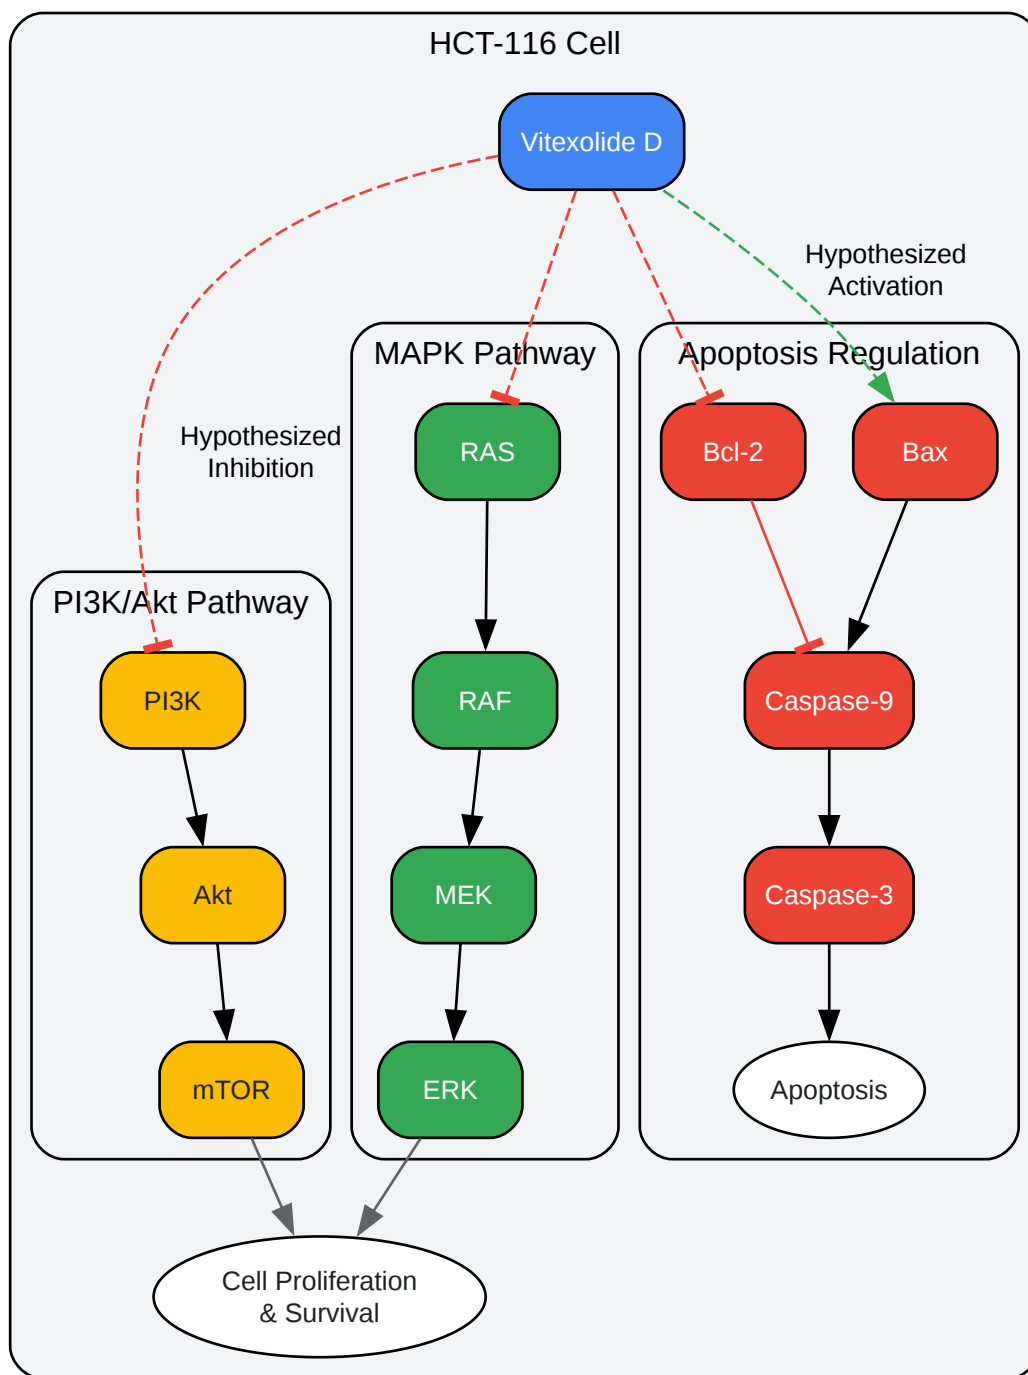 HCT-116 Cell
Vitexolide D
Hypothesized
Activation
MAPK Pathway
Apoptosis Regulation
Hypothesized
Inhibition
RAS
Bcl-2
Bax
PI3K/Akt Pathway
PI3K
RAF
Caspase-9
Akt
MEK
Caspase-3
mTOR
ERK
Apoptosis
Cell Proliferation
& Survival